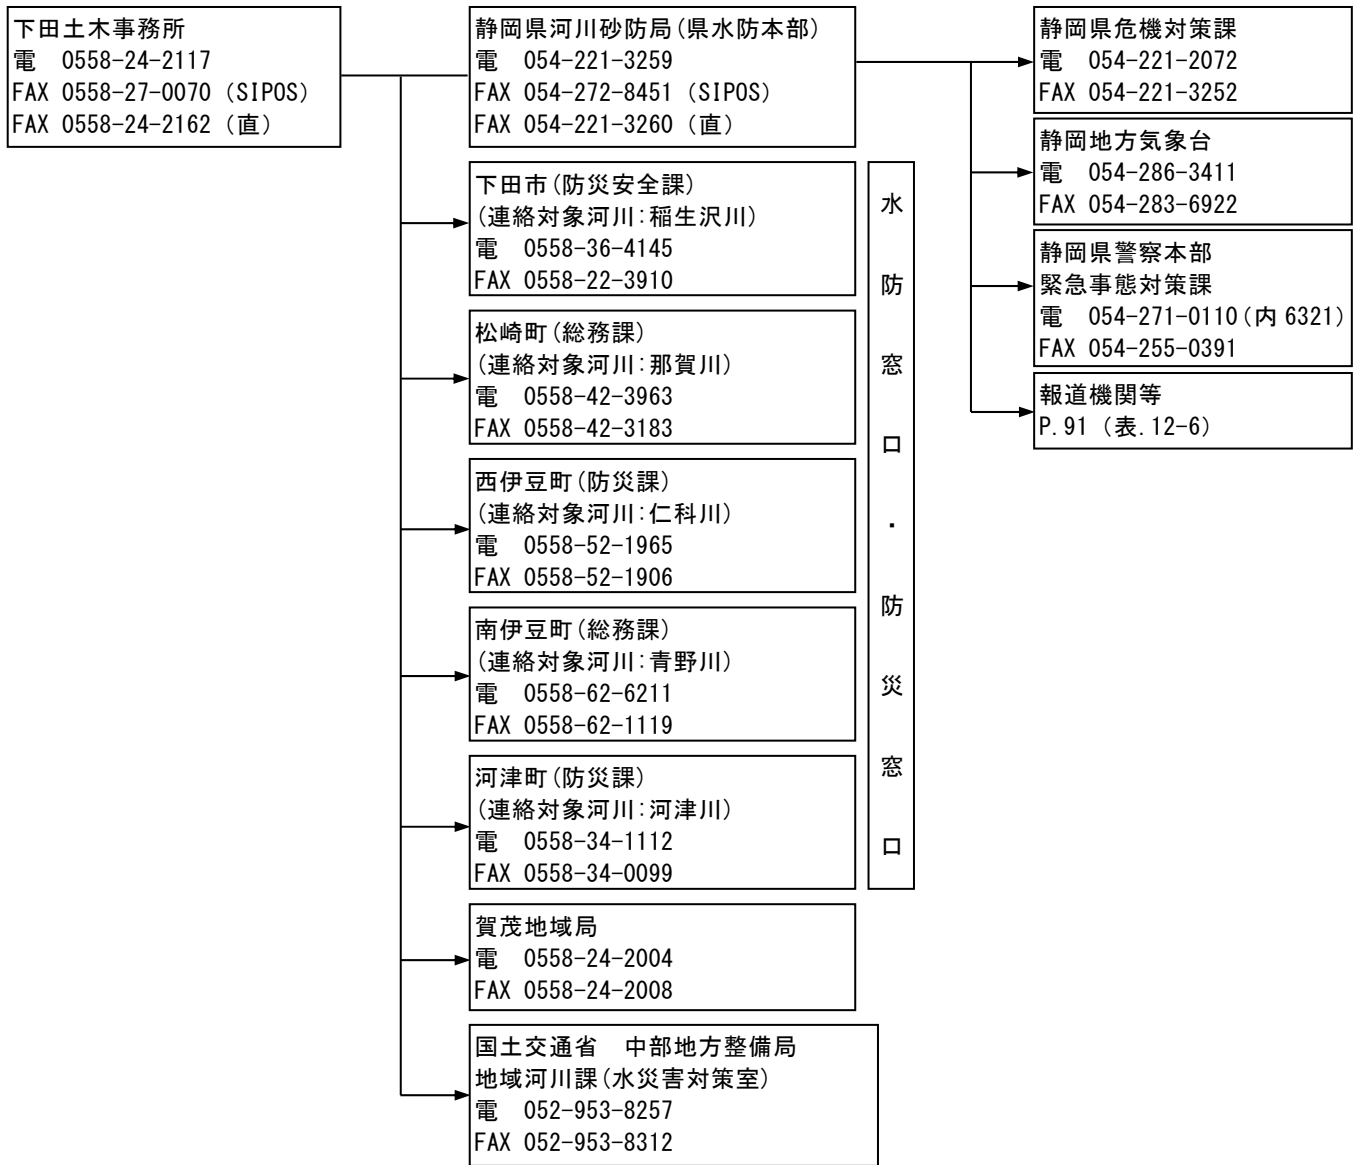 下田土木事務所
電　0558-24-2117
FAX 0558-27-0070 (SIPOS)
FAX 0558-24-2162 (直)
静岡県河川砂防局(県水防本部)
電　054-221-3259
FAX 054-272-8451 (SIPOS)
FAX 054-221-3260 (直)
下田市(防災安全課)
(連絡対象河川:稲生沢川)
電　0558-36-4145
FAX 0558-22-3910
松崎町(総務課)
(連絡対象河川:那賀川)
電　0558-42-3963
FAX 0558-42-3183
西伊豆町(防災課)
(連絡対象河川:仁科川)
電　0558-52-1965
FAX 0558-52-1906
南伊豆町(総務課)
(連絡対象河川:青野川)
電　0558-62-6211
FAX 0558-62-1119
河津町(防災課)
(連絡対象河川:河津川)
電　0558-34-1112
FAX 0558-34-0099
賀茂地域局
電　0558-24-2004
FAX 0558-24-2008
国土交通省　中部地方整備局
地域河川課(水災害対策室)
電　052-953-8257
FAX 052-953-8312
水防窓口・防災窓口
静岡県危機対策課
電　054-221-2072
FAX 054-221-3252
静岡地方気象台
電　054-286-3411
FAX 054-283-6922
静岡県警察本部
緊急事態対策課
電　054-271-0110(内 6321)
FAX 054-255-0391
報道機関等
P.91 (表.12-6)